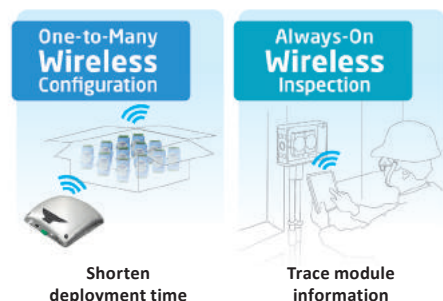 One-to-Many
Wireless
Configuration
Always-On
Wireless
Inspection
Shorten
deployment time
Trace module
information